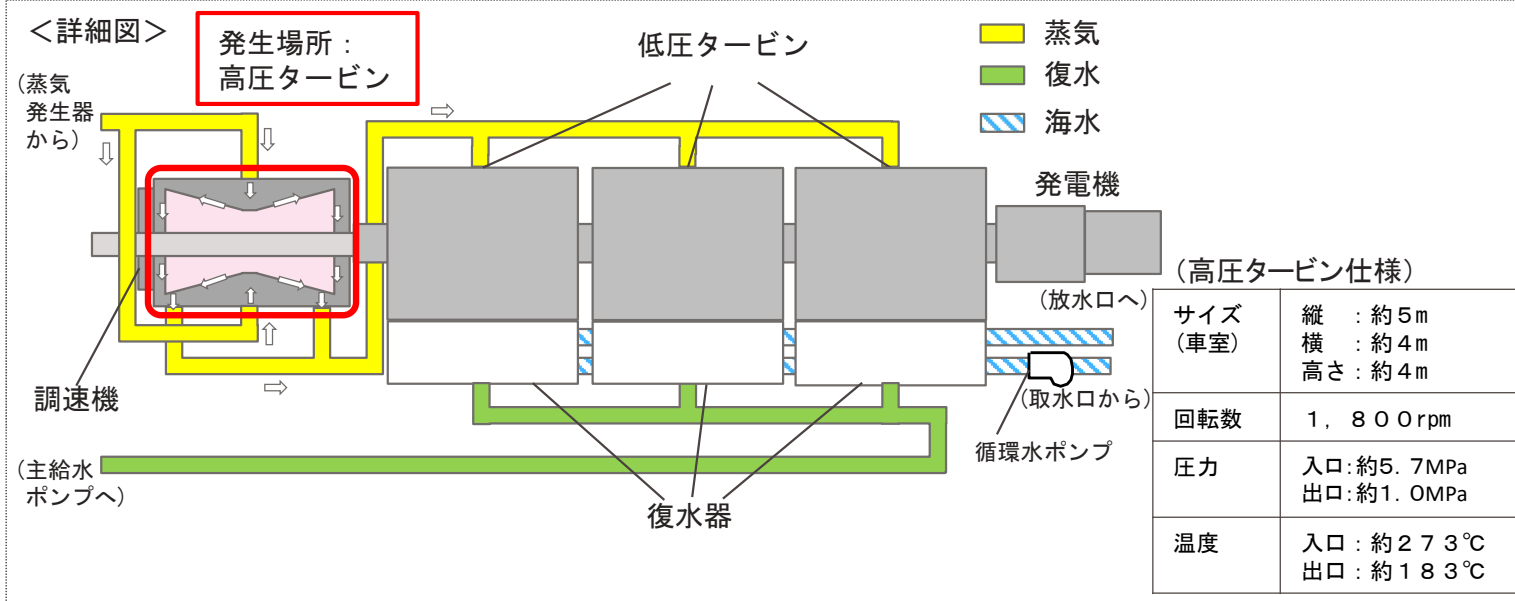 ＜詳細図＞
発生場所：
高圧タービン
低圧タービン
蒸気
復水
海水
(蒸気
発生器
から)
発電機
(高圧タービン仕様)
(放水口へ)
サイズ
(車室)
縦　：約５m
横　：約４m
高さ：約４m
調速機
(取水口から)
回転数
１，８００rpm
循環水ポンプ
圧力
入口：約5．7MPa
出口：約1．0MPa
(主給水
ポンプへ)
復水器
温度
入口：約２７３℃
出口：約１８３℃